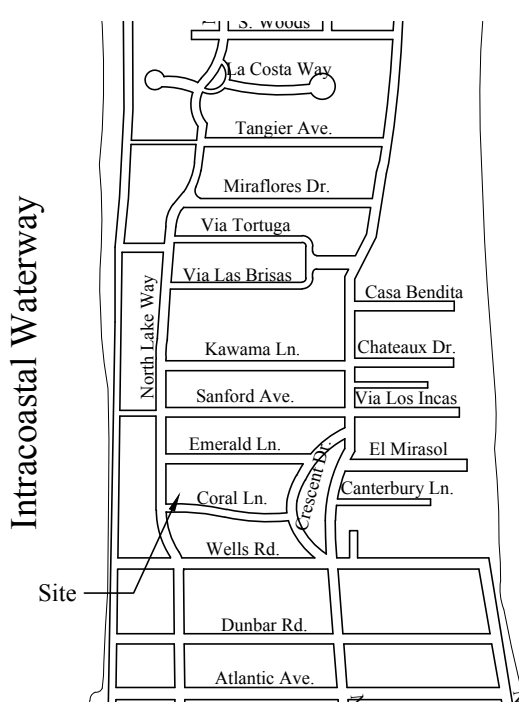 S. Woods
La Costa Way
Tangier Ave.
Miraflores Dr.
Via Tortuga
Via Las Brisas
Casa Bendita
Intracoastal Waterway
North Lake Way
Kawama Ln.
Chateaux Dr.
Sanford Ave.
Via Los Incas
Emerald Ln.
Crescent Dr.
El Mirasol
Coral Ln.
Canterbury Ln.
Wells Rd.
Site
Dunbar Rd.
Atlantic Ave.